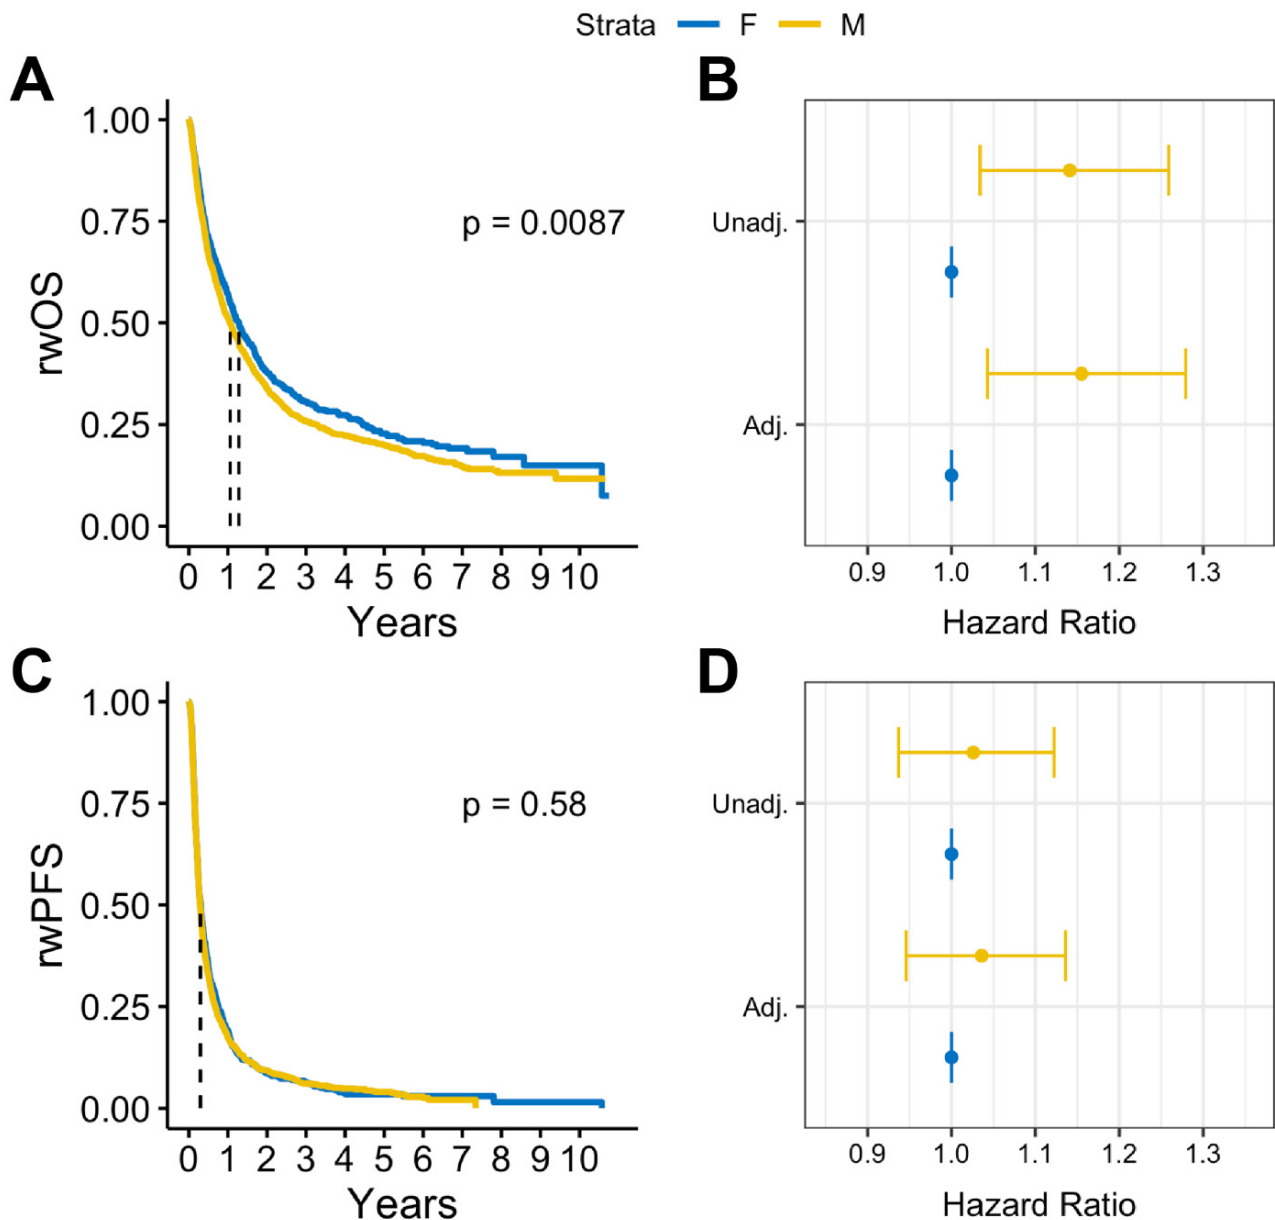 Strata F M
A
1.00
0.75
0.50
0.25
0.00
rwOS
p = 0.0087
0 1 2 3 4 5 6 7 8 9 10
Years
B
Unadj.
Adj.
0.9 1.0 1.1 1.2 1.3
Hazard Ratio
C
1.00
0.75
0.50
0.25
0.00
rwPFS
p = 0.58
0 1 2 3 4 5 6 7 8 9 10
Years
D
Unadj.
Adj.
0.9 1.0 1.1 1.2 1.3
Hazard Ratio